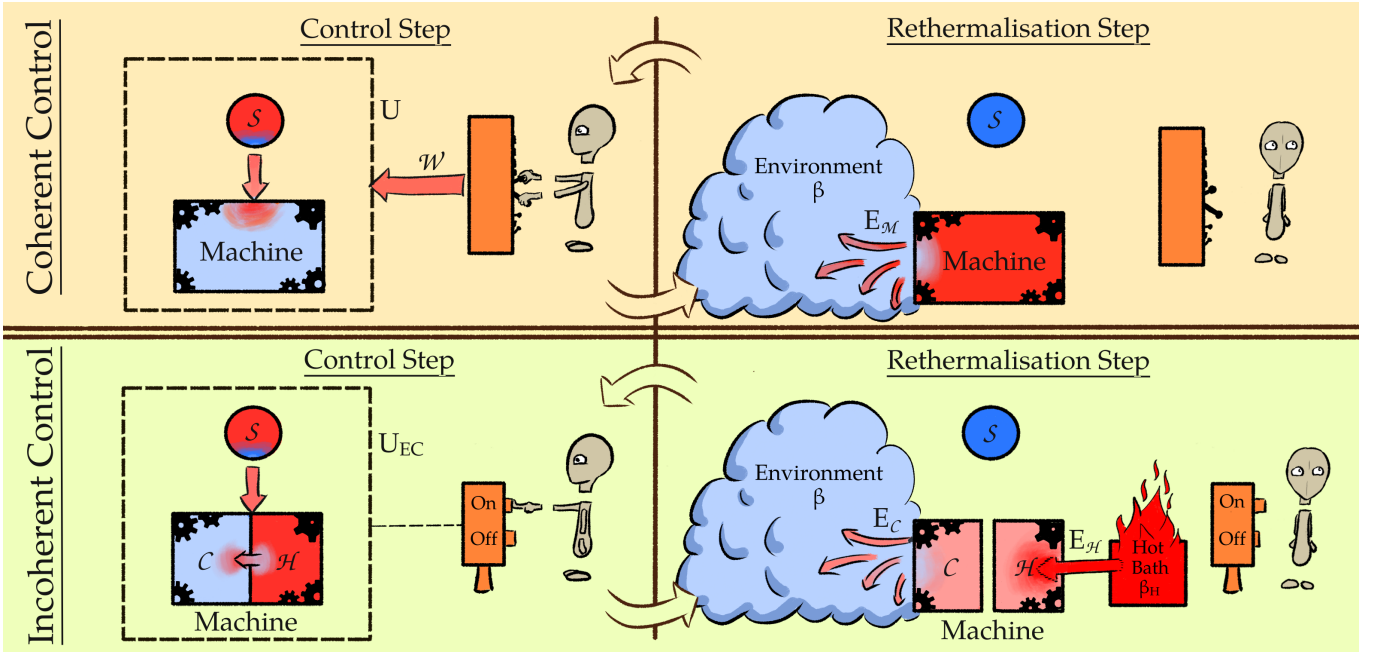 Coherent Control
Control Step
S
U
W
Machine
Rethermalisation Step
Environment
β
S
E_M
Machine
Incoherent Control
Control Step
S
U_EC
On
Off
C
H
Machine
Rethermalisation Step
Environment
β
S
E_C
C
H
E_H
Hot
Bath
β_H
On
Off
Machine